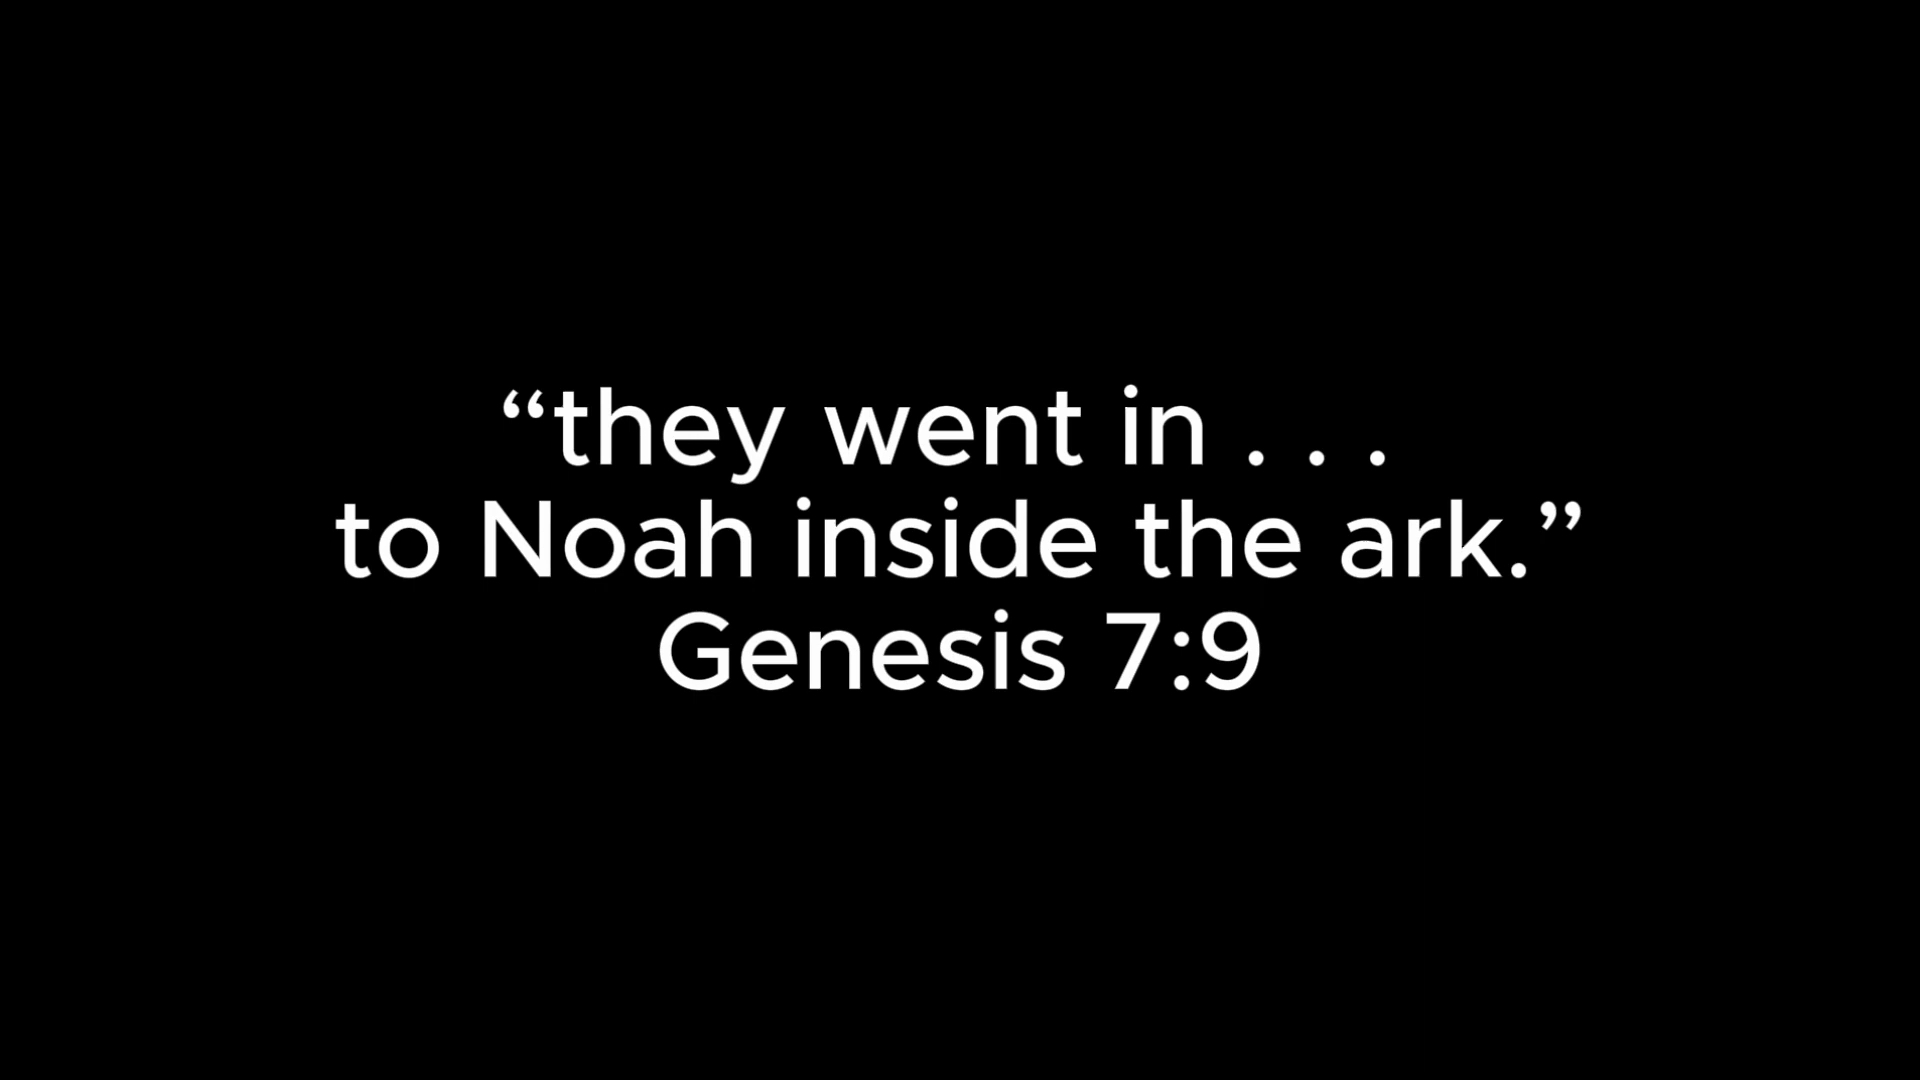 “they went in . . .
to Noah inside the ark.”
Genesis 7:9